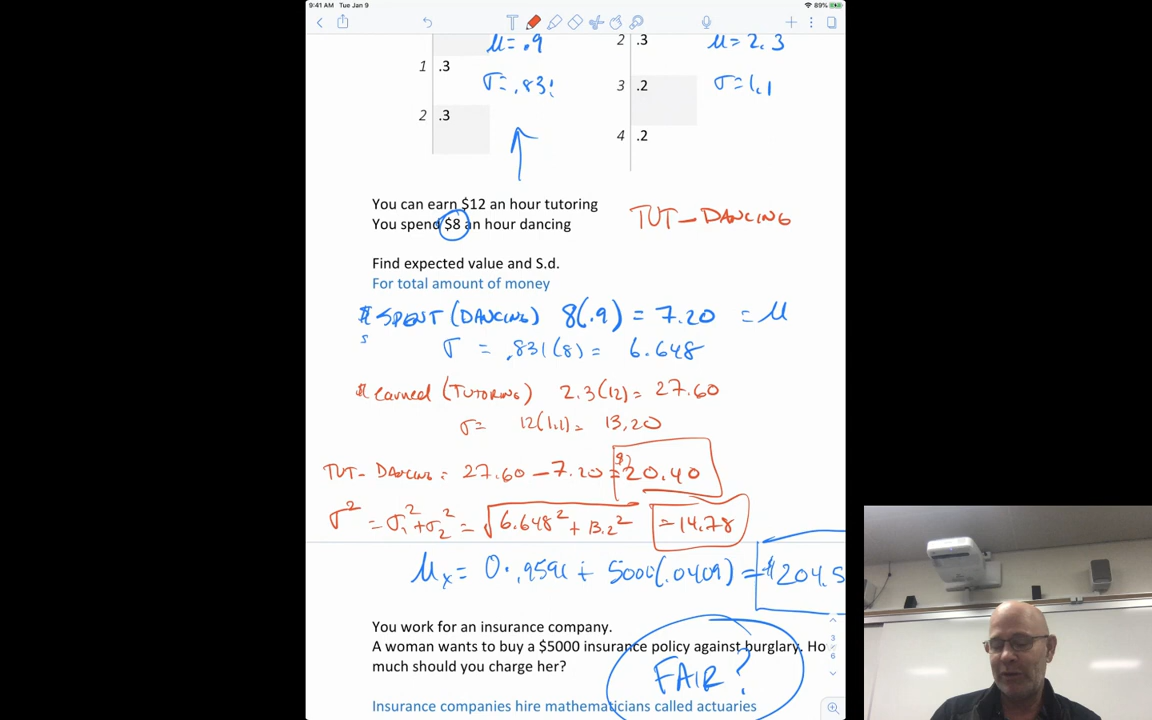 9:41 AM Tue Jan 9
89%
μ = .9
2 .3
μ = 2.3
1 .3
σ = .831
3 .2
σ = 1.1
2 .3
4 .2
You can earn $12 an hour tutoring
You spend $8 an hour dancing
TUT – DANCING
Find expected value and S.d.
For total amount of money
$ SPENT (DANCING) 8(.9) = 7.20 = μ
σ = .831(8) = 6.648
$ earned (TUTORING) 2.3(12) = 27.60
σ = 12(1.1) = 13.20
TUT – DANCING = 27.60 – 7.20 = $20.40
σ² = σ₁² + σ₂² = √6.648² + 13.2² = 14.78
μₓ = 0 · .9591 + 5000(.0409) = $204.5
You work for an insurance company.
A woman wants to buy a $5000 insurance policy against burglary. Ho
much should you charge her?
FAIR?
Insurance companies hire mathematicians called actuaries
3
6